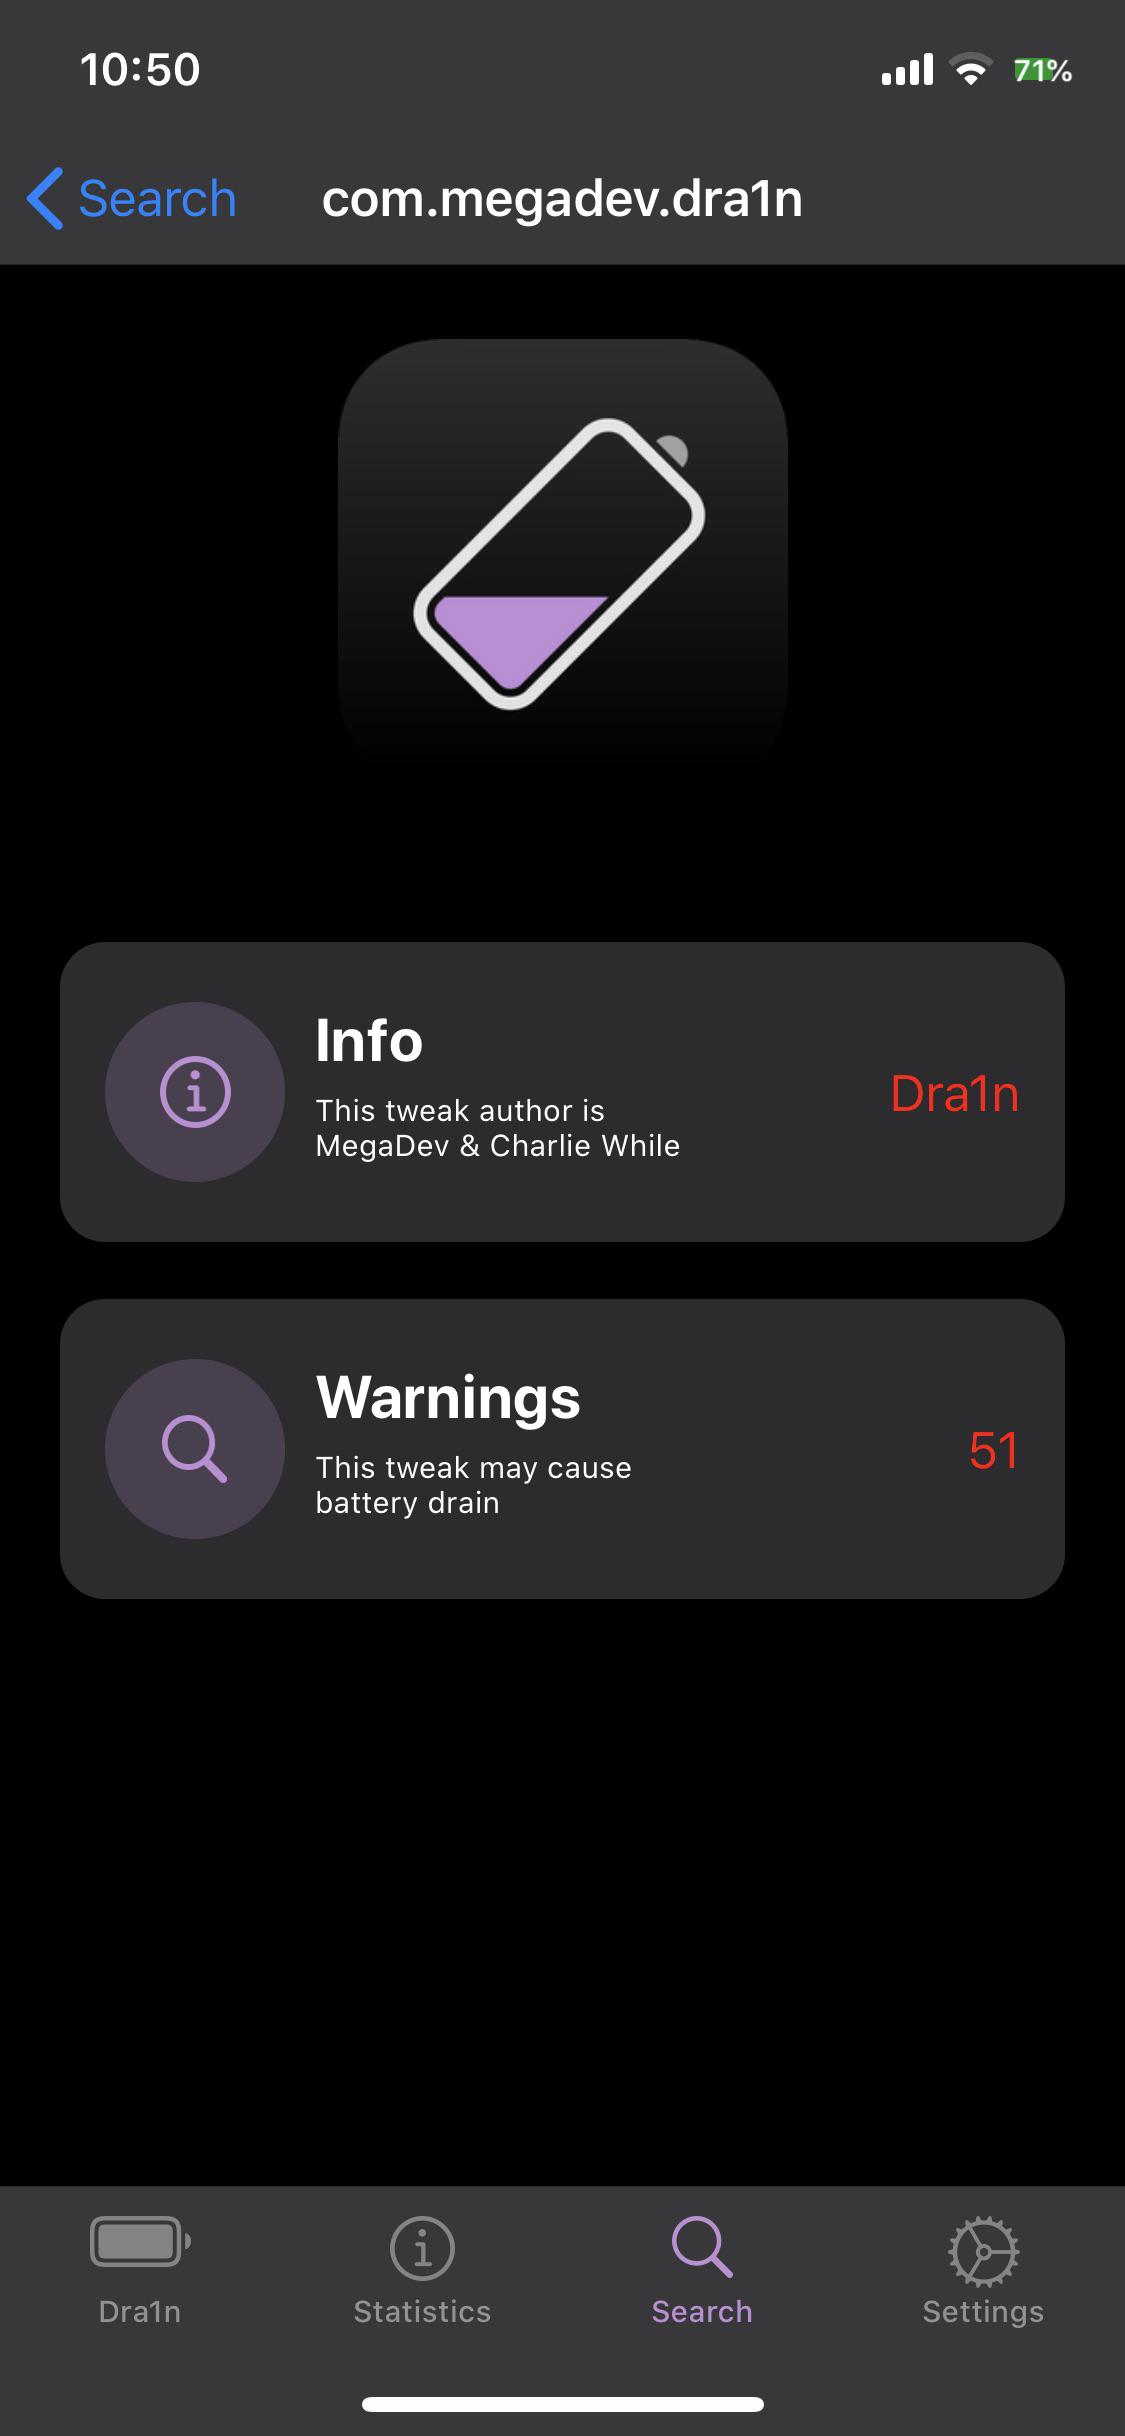 10:50
71%
Search
com.megadev.dra1n
Info
This tweak author is
MegaDev & Charlie While
Dra1n
Warnings
This tweak may cause
battery drain
51
Dra1n
Statistics
Search
Settings